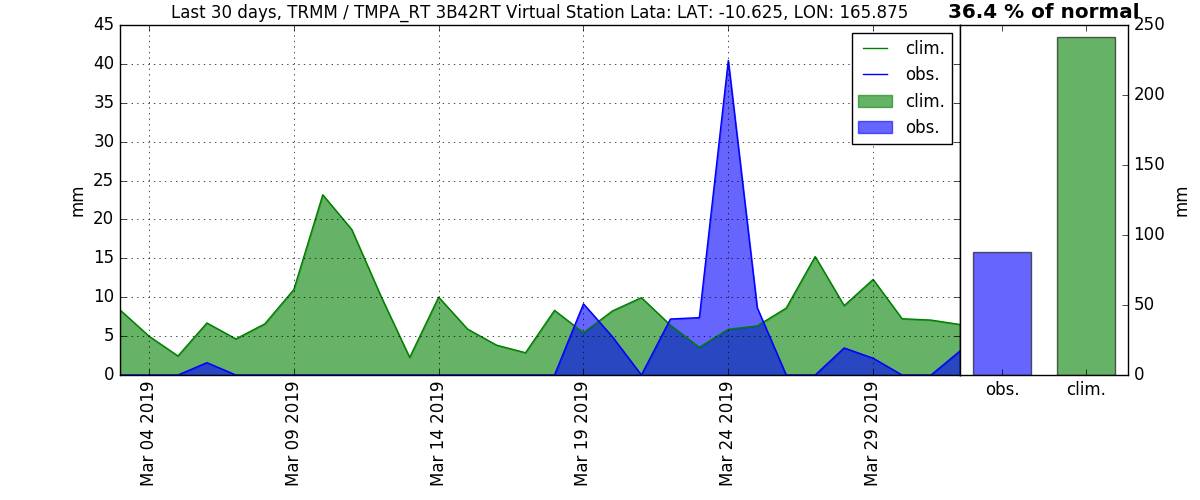 Last 30 days, TRMM / TMPA_RT 3B42RT Virtual Station Lata: LAT: -10.625, LON: 165.875
36.4 % of normal
45
40
35
30
25
20
15
10
5
0
mm
Mar 04 2019
Mar 09 2019
Mar 14 2019
Mar 19 2019
Mar 24 2019
Mar 29 2019
clim.
obs.
clim.
obs.
250
200
150
100
50
0
mm
obs.
clim.